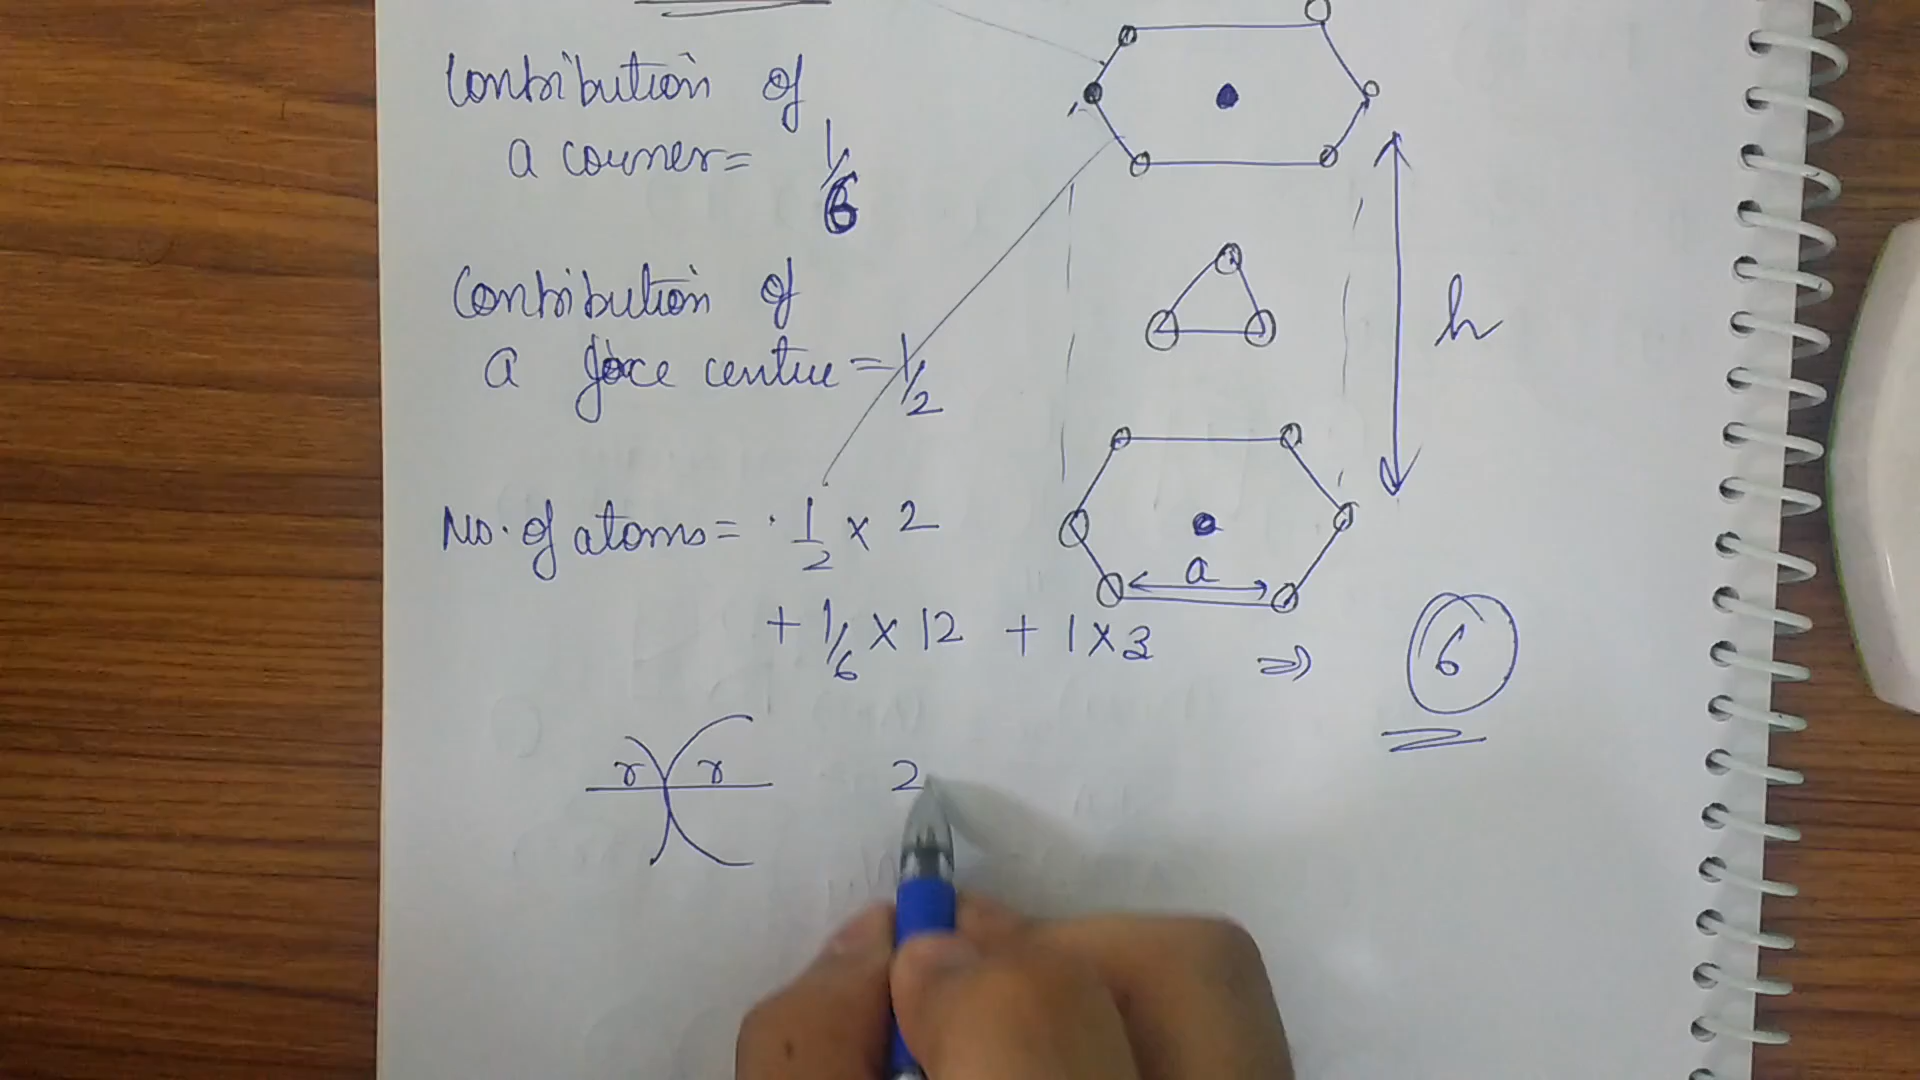 Contribution of
a corner = 1/6
Contribution of
a face centre = 1/2
h
No. of atoms = 1/2 x 2
a
+ 1/6 x 12 + 1 x 3 ⇒ 6
r r 2